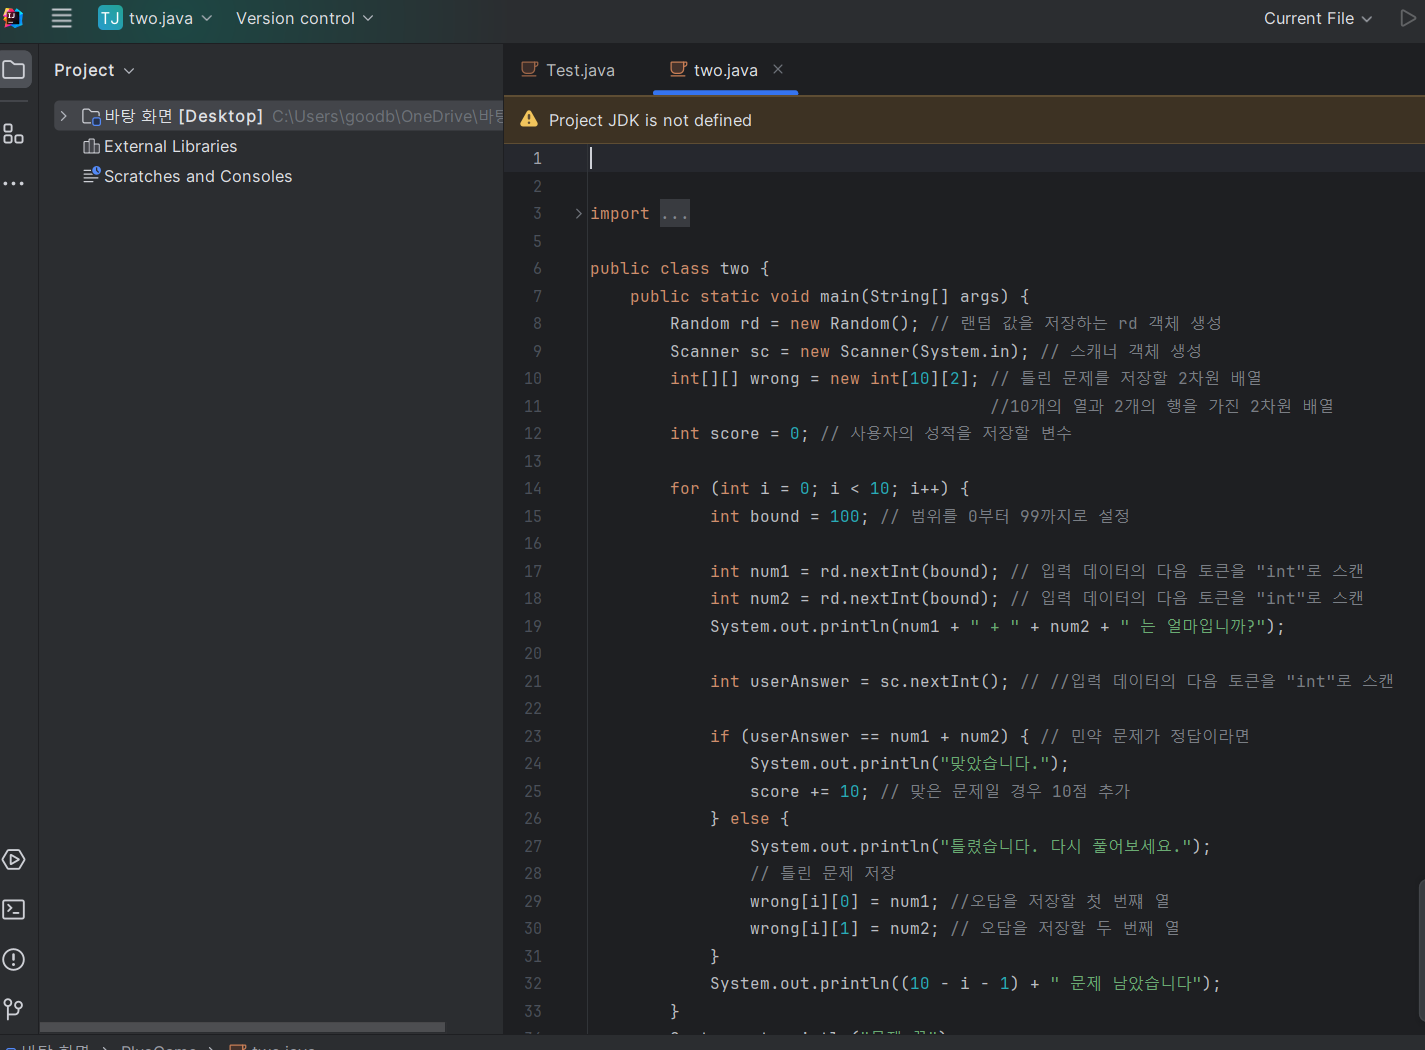 TJ two.java Version control Current File
Project
Test.java two.java
바탕 화면 [Desktop] C:\Users\goodb\OneDrive\바탕
External Libraries
Scratches and Consoles
Project JDK is not defined
1
2
3 import ...
5
6 public class two {
7 public static void main(String[] args) {
8 Random rd = new Random(); // 랜덤 값을 저장하는 rd 객체 생성
9 Scanner sc = new Scanner(System.in); // 스캐너 객체 생성
10 int[][] wrong = new int[10][2]; // 틀린 문제를 저장할 2차원 배열
11 //10개의 열과 2개의 행을 가진 2차원 배열
12 int score = 0; // 사용자의 성적을 저장할 변수
13
14 for (int i = 0; i < 10; i++) {
15 int bound = 100; // 범위를 0부터 99까지로 설정
16
17 int num1 = rd.nextInt(bound); // 입력 데이터의 다음 토큰을 "int"로 스캔
18 int num2 = rd.nextInt(bound); // 입력 데이터의 다음 토큰을 "int"로 스캔
19 System.out.println(num1 + " + " + num2 + " 는 얼마입니까?");
20
21 int userAnswer = sc.nextInt(); // //입력 데이터의 다음 토큰을 "int"로 스캔
22
23 if (userAnswer == num1 + num2) { // 민약 문제가 정답이라면
24 System.out.println("맞았습니다.");
25 score += 10; // 맞은 문제일 경우 10점 추가
26 } else {
27 System.out.println("틀렸습니다. 다시 풀어보세요.");
28 // 틀린 문제 저장
29 wrong[i][0] = num1; //오답을 저장할 첫 번째 열
30 wrong[i][1] = num2; // 오답을 저장할 두 번째 열
31 }
32 System.out.println((10 - i - 1) + " 문제 남았습니다");
33 }